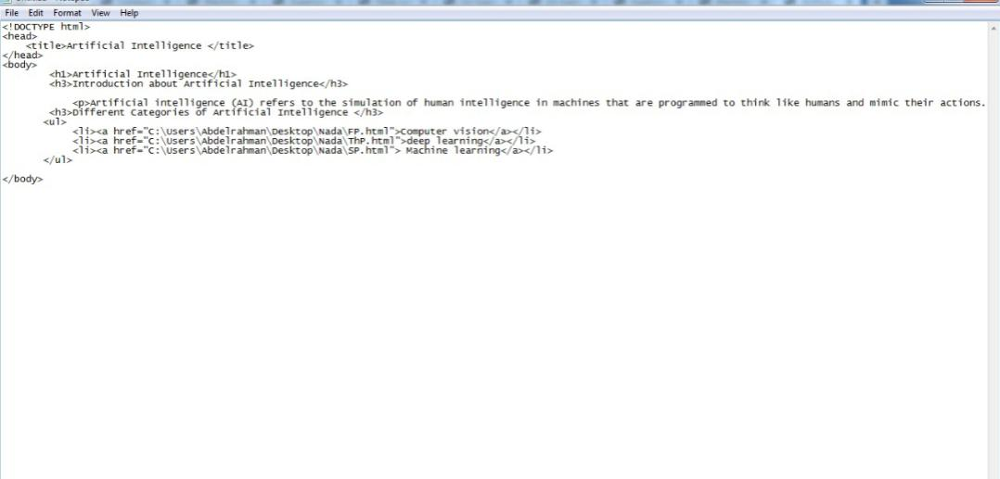 File Edit Format View Help
<!DOCTYPE html>
<head>
    <title>Artificial Intelligence </title>
</head>
<body>
        <h1>Artificial Intelligence</h1>
        <h3>Introduction about Artificial Intelligence</h3>
            <p>Artificial intelligence (AI) refers to the simulation of human intelligence in machines that are programmed to think like humans and mimic their actions.
        <h3>Different Categories of Artificial Intelligence </h3>
       <ul>
            <li><a href="C:\Users\Abdelrahman\Desktop\Nada\FP.html">Computer vision</a></li>
            <li><a href="C:\Users\Abdelrahman\Desktop\Nada\ThP.html">deep learning</a></li>
            <li><a href="C:\Users\Abdelrahman\Desktop\Nada\SP.html"> Machine learning</a></li>
       </ul>
</body>